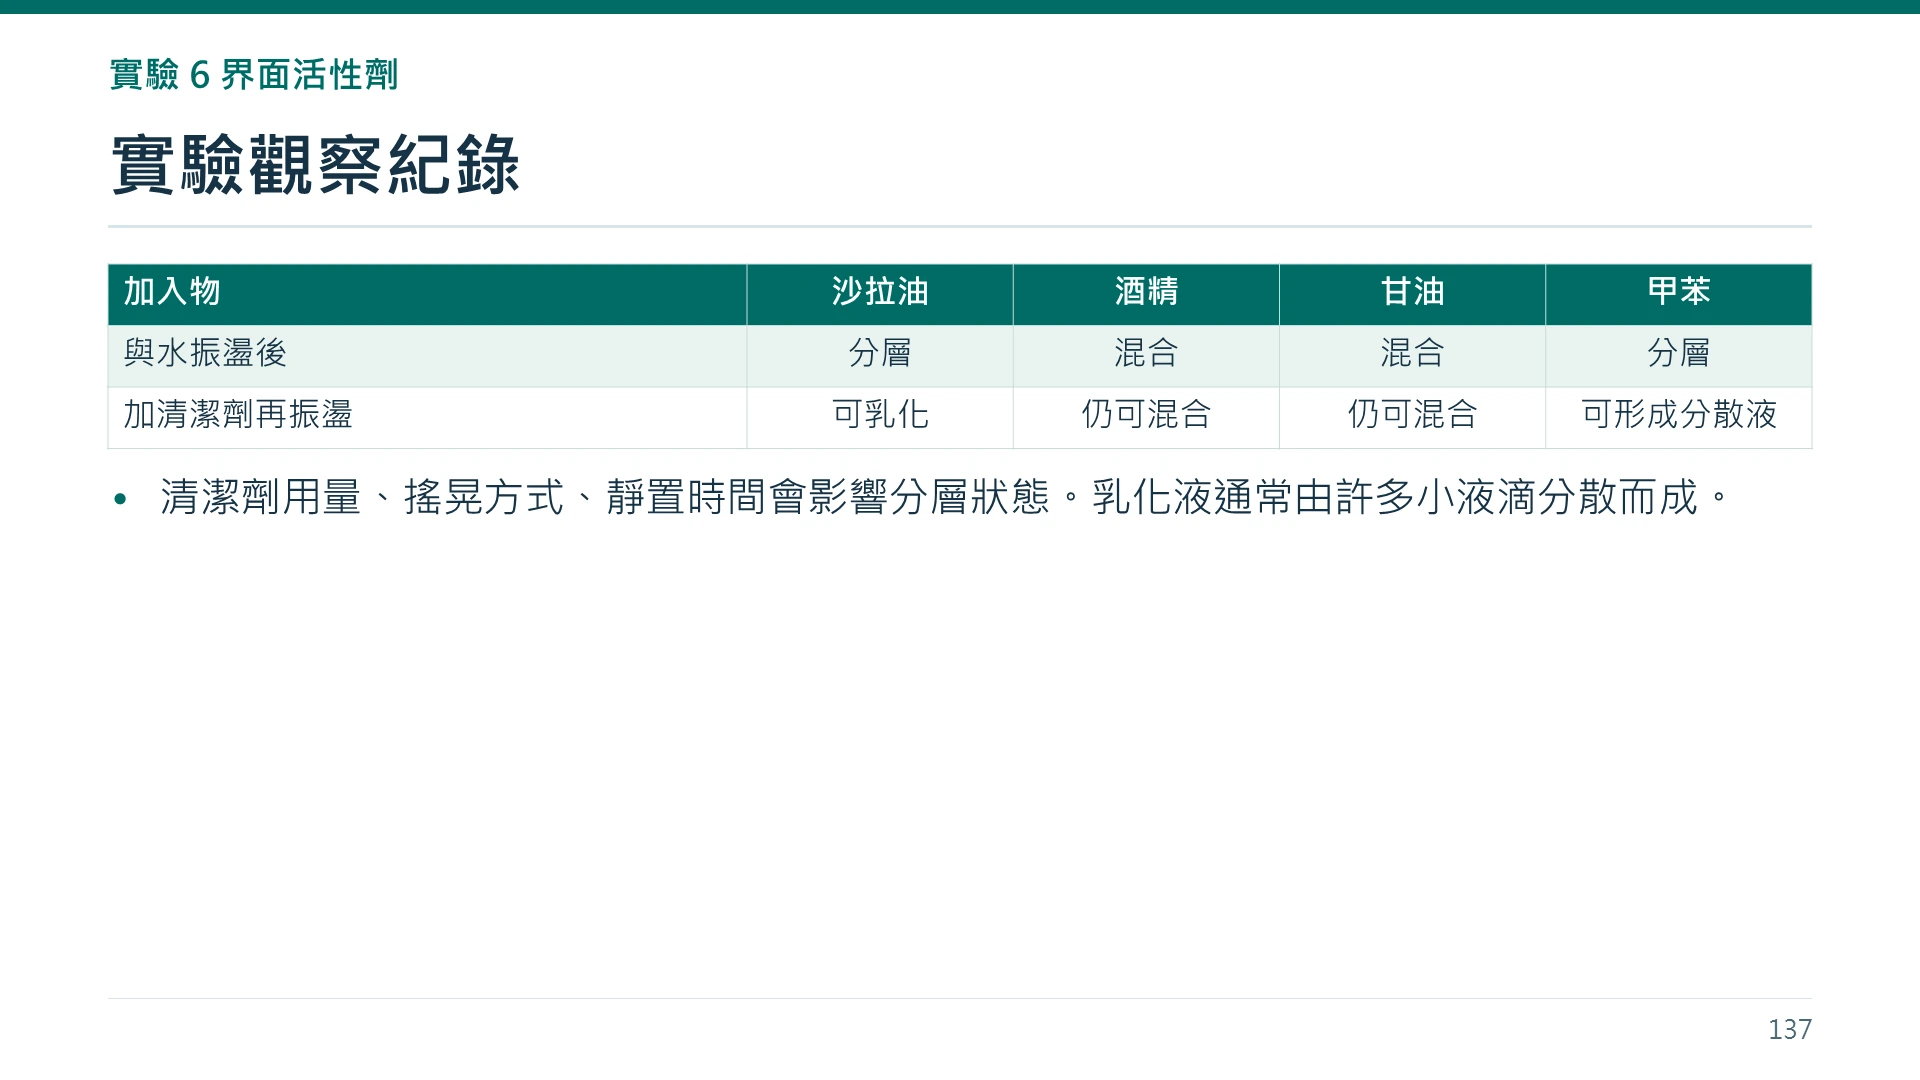 實驗 6 界面活性劑
實驗觀察紀錄
加入物 沙拉油 酒精 甘油 甲苯
與水振盪後 分層 混合 混合 分層
加清潔劑再振盪 可乳化 仍可混合 仍可混合 可形成分散液
• 清潔劑用量、搖晃方式、靜置時間會影響分層狀態。乳化液通常由許多小液滴分散而成。
137